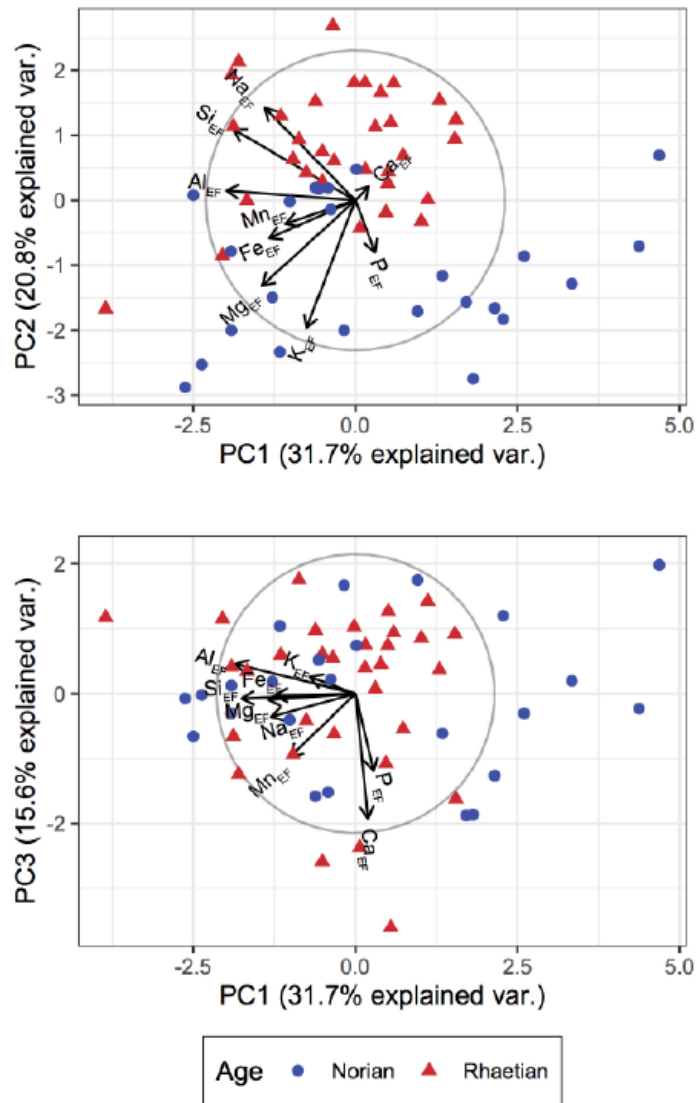 2
1
0
-1
-2
-3
PC2 (20.8% explained var.)
Na EF
Si EF
Al EF
Mn EF
Fe EF
Mg EF
K EF
Ca EF
P EF
-2.5 0.0 2.5 5.0
PC1 (31.7% explained var.)
2
0
-2
PC3 (15.6% explained var.)
Al EF
K EF
Si EF
Fe EF
Mg EF
Na EF
Mn EF
P EF
Ca EF
-2.5 0.0 2.5 5.0
PC1 (31.7% explained var.)
Age Norian Rhaetian